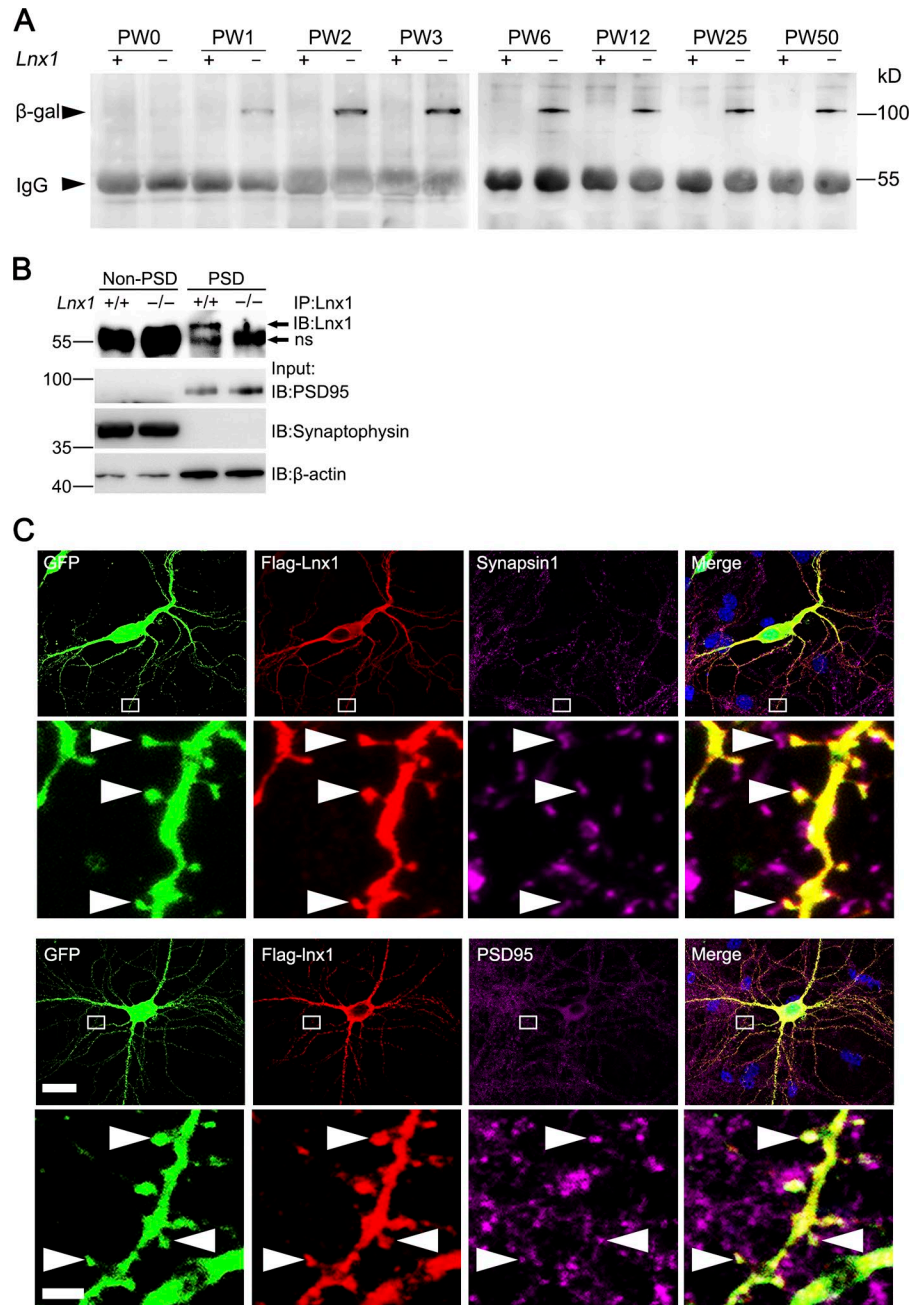 A
PW0 PW1 PW2 PW3 PW6 PW12 PW25 PW50
Lnx1 + − + − + − + − + − + − + − + − kD
β-gal 100
IgG 55
B
Non-PSD PSD
Lnx1 +/+ −/− +/+ −/− IP:Lnx1
IB:Lnx1
55 ns
Input:
100
IB:PSD95
IB:Synaptophysin
35
IB:β-actin
40
C
GFP Flag-Lnx1 Synapsin1 Merge
GFP Flag-lnx1 PSD95 Merge